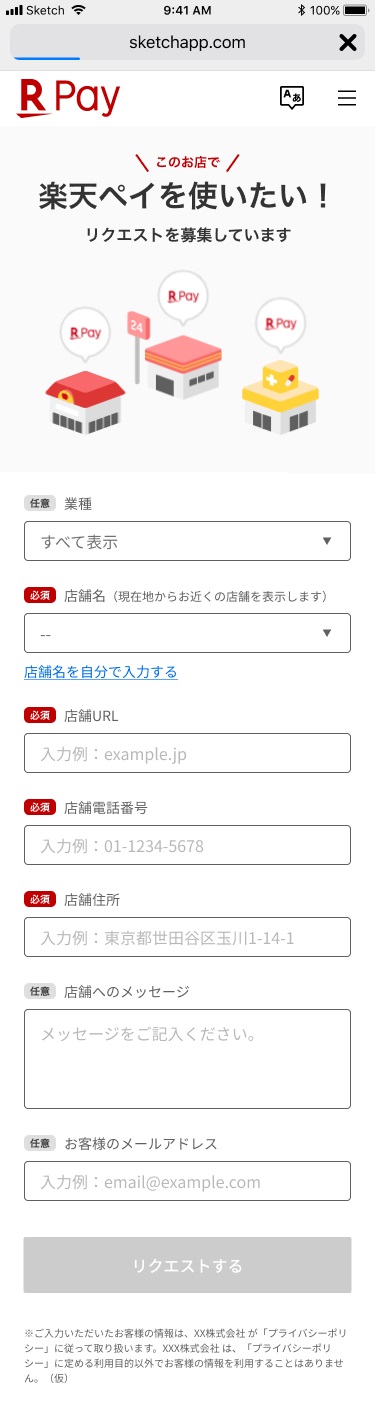 Sketch 9:41 AM 100%
sketchapp.com
R Pay
A あ
このお店で
楽天ペイを使いたい！
リクエストを募集しています
R Pay
24
R Pay
R Pay
任意 業種
すべて表示
必須 店舗名（現在地からお近くの店舗を表示します）
--
店舗名を自分で入力する
必須 店舗URL
入力例：example.jp
必須 店舗電話番号
入力例：01-1234-5678
必須 店舗住所
入力例：東京都世田谷区玉川1-14-1
任意 店舗へのメッセージ
メッセージをご記入ください。
任意 お客様のメールアドレス
入力例：email@example.com
リクエストする
※ご入力いただいたお客様の情報は、XX株式会社 が「プライバシーポリ
シー」に従って取り扱います。XXX株式会社 は、「プライバシーポリ
シー」に定める利用目的以外でお客様の情報を利用することはありませ
ん。（仮）